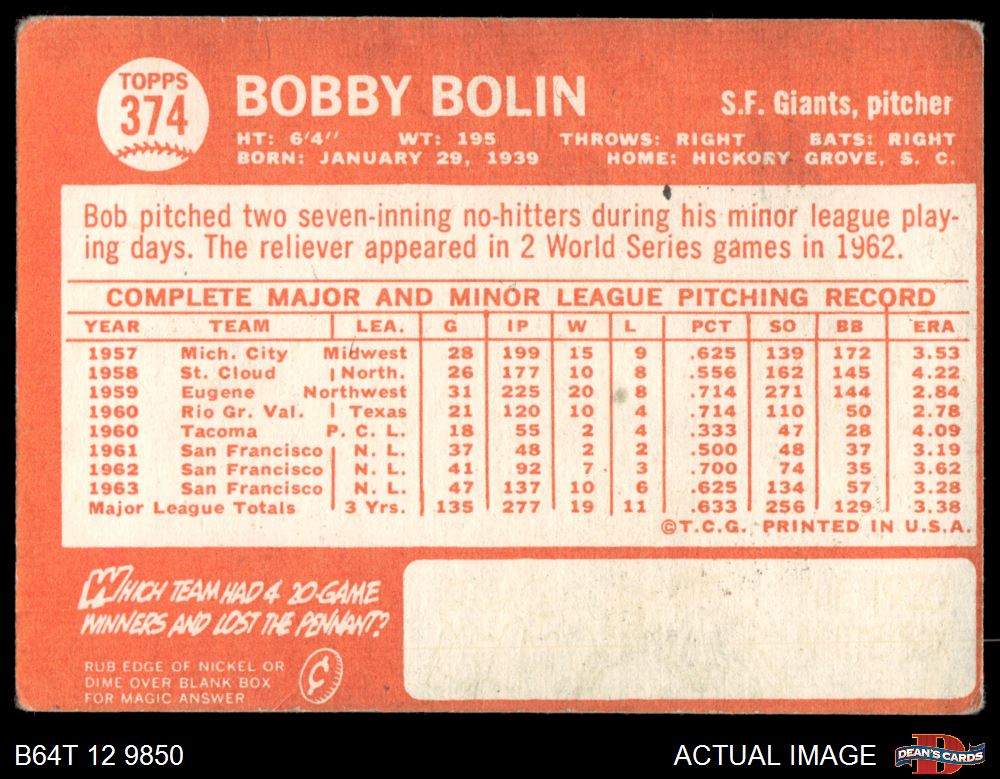 TOPPS
374
BOBBY BOLIN
S.F. Giants, pitcher
HT: 6'4" WT: 195 THROWS: RIGHT BATS: RIGHT
BORN: JANUARY 29, 1939 HOME: HICKORY GROVE, S. C.
Bob pitched two seven-inning no-hitters during his minor league play-
ing days. The reliever appeared in 2 World Series games in 1962.
COMPLETE MAJOR AND MINOR LEAGUE PITCHING RECORD
YEAR TEAM LEA. G IP W L PCT SO BB ERA
1957 Mich. City Midwest 28 199 15 9 .625 139 172 3.53
1958 St. Cloud North. 26 177 10 8 .556 162 145 4.22
1959 Eugene Northwest 31 225 20 8 .714 271 144 2.84
1960 Rio Gr. Val. Texas 21 120 10 4 .714 110 50 2.78
1960 Tacoma P. C. L. 18 55 2 4 .333 47 28 4.09
1961 San Francisco N. L. 37 48 2 2 .500 48 37 3.19
1962 San Francisco N. L. 41 92 7 3 .700 74 35 3.62
1963 San Francisco N. L. 47 137 10 6 .625 134 57 3.28
Major League Totals 3 Yrs. 135 277 19 11 .633 256 129 3.38
©T.C.G. PRINTED IN U.S.A.
WHICH TEAM HAD 4 20-GAME
WINNERS AND LOST THE PENNANT?
RUB EDGE OF NICKEL OR
DIME OVER BLANK BOX
FOR MAGIC ANSWER
¢
B64T 12 9850
ACTUAL IMAGE
DEAN'S CARDS